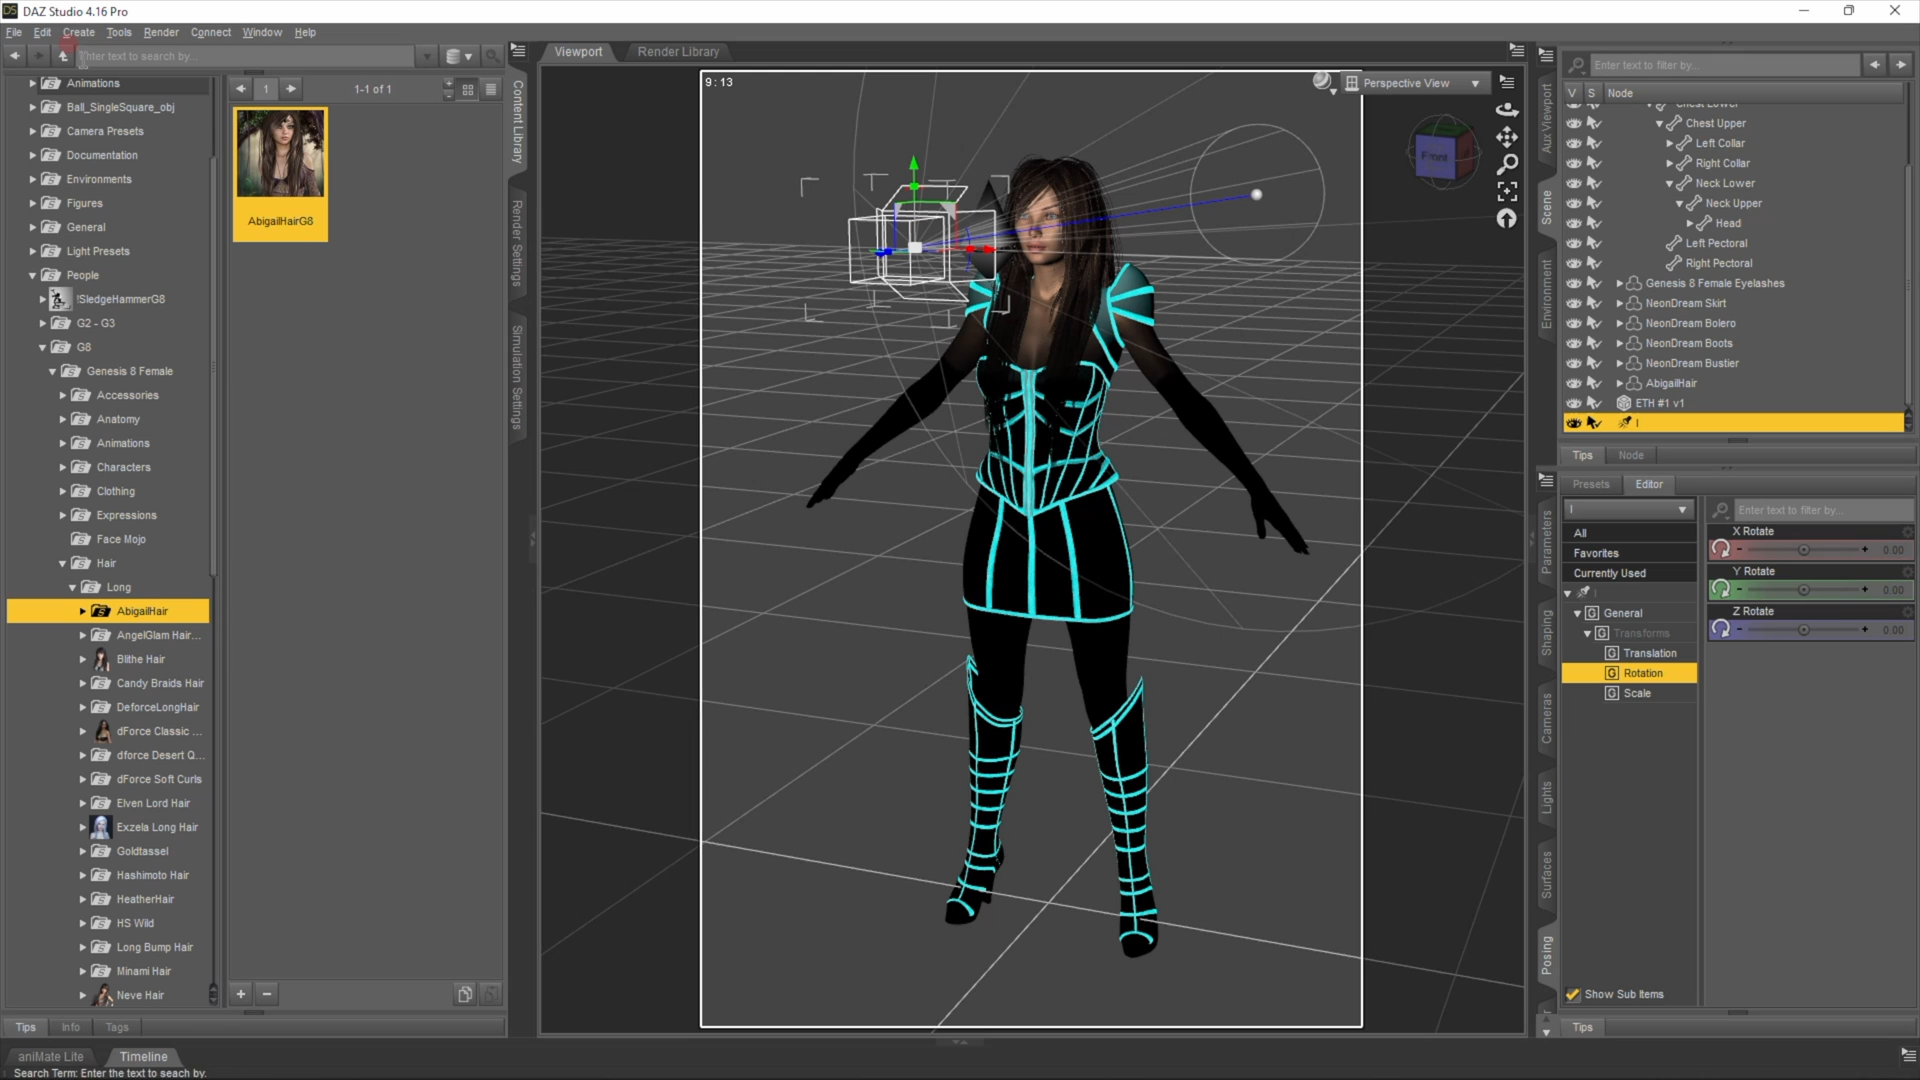 DAZ Studio 4.16 Pro
File Edit Create Tools Render Connect Window Help
Enter text to search by...
Animations
Ball_SingleSquare_obj
Camera Presets
Documentation
Environments
Figures
General
Light Presets
People
!SledgeHammerG8
G2 - G3
G8
Genesis 8 Female
Accessories
Anatomy
Animations
Characters
Clothing
Expressions
Face Mojo
Hair
Long
AbigailHair
AngelGlam Hair...
Blithe Hair
Candy Braids Hair
DeforceLongHair
dForce Classic ...
dforce Desert Q...
dForce Soft Curls
Elven Lord Hair
Exzela Long Hair
Goldtassel
Hashimoto Hair
HeatherHair
HS Wild
Long Bump Hair
Minami Hair
Neve Hair
Tips Info Tags
1
1-1 of 1
AbigailHairG8
Content Library
Render Settings
Simulation Settings
Viewport Render Library
9 : 13
Perspective View
Front
Aux Viewport
Scene
Environment
Enter text to filter by...
V S Node
Chest Lower
Chest Upper
Left Collar
Right Collar
Neck Lower
Neck Upper
Head
Left Pectoral
Right Pectoral
Genesis 8 Female Eyelashes
NeonDream Skirt
NeonDream Bolero
NeonDream Boots
NeonDream Bustier
AbigailHair
ETH #1 v1
l
Tips Node
Parameters
Shaping
Cameras
Lights
Surfaces
Posing
Presets Editor
l
Enter text to filter by...
All
Favorites
Currently Used
l
General
Transforms
Translation
Rotation
Scale
X Rotate
0.00
Y Rotate
0.00
Z Rotate
0.00
Show Sub Items
Tips
aniMate Lite Timeline
Search Term: Enter the text to seach by.